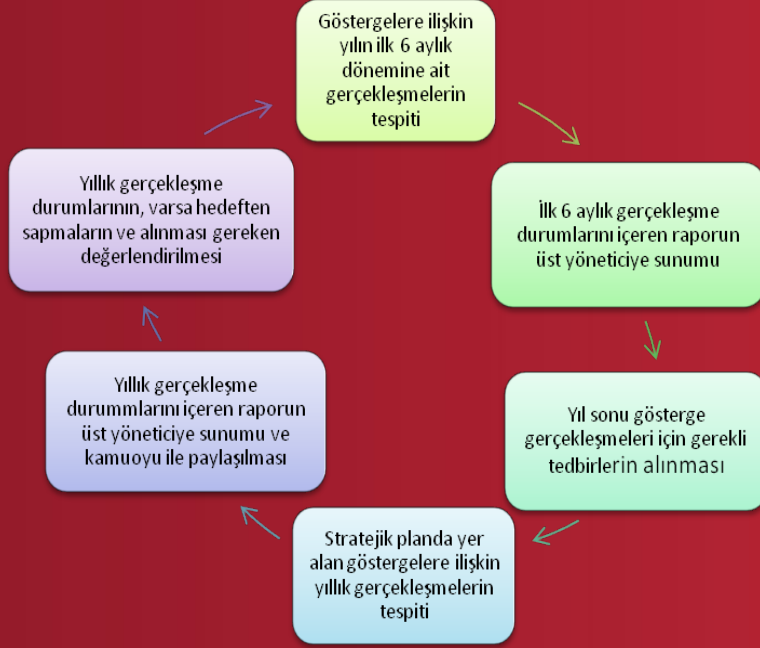 Göstergelere ilişkin
yılın ilk 6 aylık
dönemine ait
gerçekleşmelerin
tespiti
İlk 6 aylık gerçekleşme
durumlarını içeren raporun
üst yöneticiye sunumu
Yıl sonu gösterge
gerçekleşmeleri için gerekli
tedbirlerin alınması
Stratejik planda yer
alan göstergelere ilişkin
yıllık gerçekleşmelerin
tespiti
Yıllık gerçekleşme
durummlarını içeren raporun
üst yöneticiye sunumu ve
kamuoyu ile paylaşılması
Yıllık gerçekleşme
durumlarının, varsa hedeften
sapmaların ve alınması gereken
değerlendirilmesi